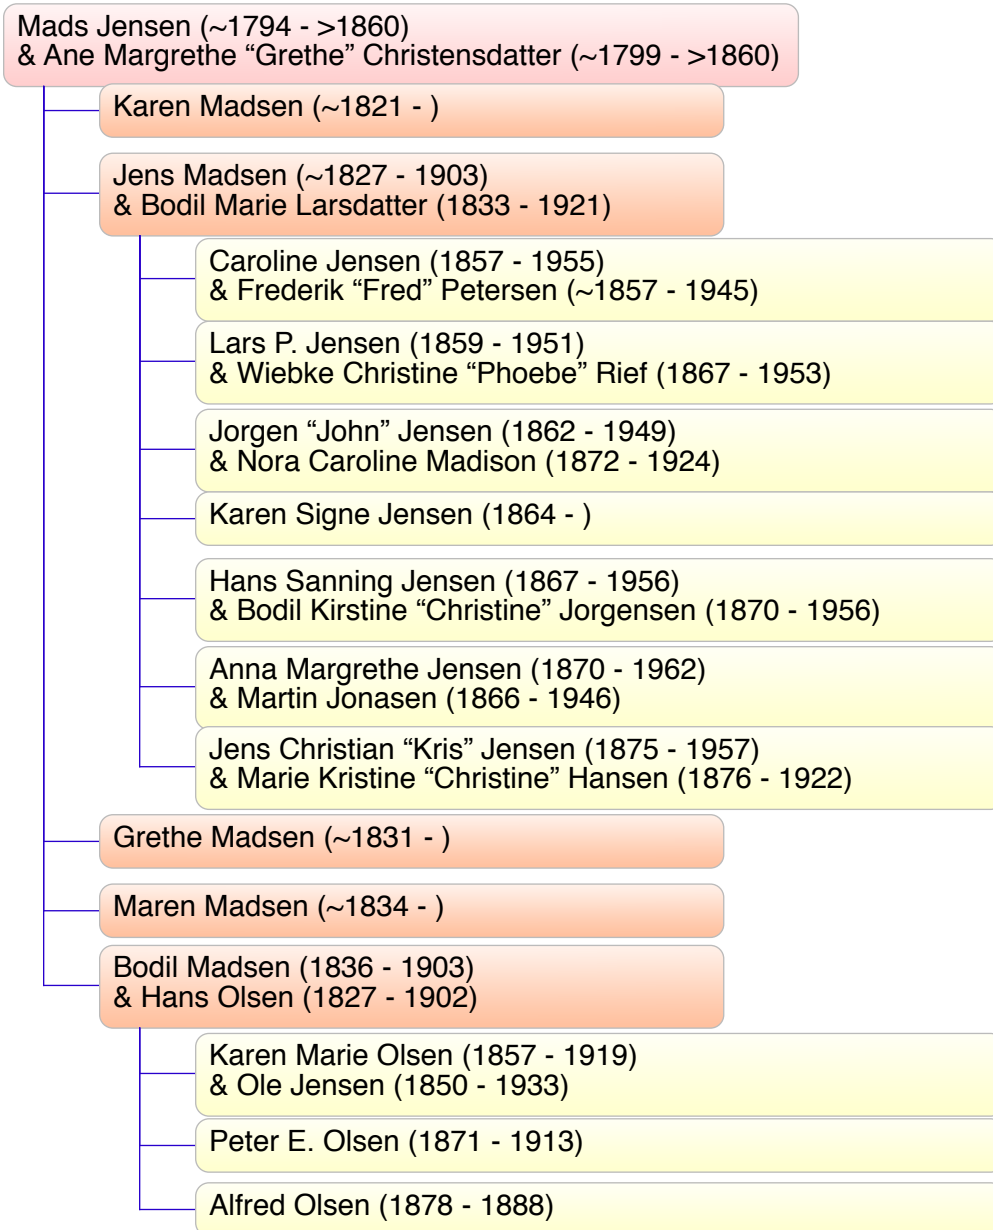 Mads Jensen (~1794 - >1860)
& Ane Margrethe “Grethe” Christensdatter (~1799 - >1860)
Karen Madsen (~1821 - )
Jens Madsen (~1827 - 1903)
& Bodil Marie Larsdatter (1833 - 1921)
Caroline Jensen (1857 - 1955)
& Frederik “Fred” Petersen (~1857 - 1945)
Lars P. Jensen (1859 - 1951)
& Wiebke Christine “Phoebe” Rief (1867 - 1953)
Jorgen “John” Jensen (1862 - 1949)
& Nora Caroline Madison (1872 - 1924)
Karen Signe Jensen (1864 - )
Hans Sanning Jensen (1867 - 1956)
& Bodil Kirstine “Christine” Jorgensen (1870 - 1956)
Anna Margrethe Jensen (1870 - 1962)
& Martin Jonasen (1866 - 1946)
Jens Christian “Kris” Jensen (1875 - 1957)
& Marie Kristine “Christine” Hansen (1876 - 1922)
Grethe Madsen (~1831 - )
Maren Madsen (~1834 - )
Bodil Madsen (1836 - 1903)
& Hans Olsen (1827 - 1902)
Karen Marie Olsen (1857 - 1919)
& Ole Jensen (1850 - 1933)
Peter E. Olsen (1871 - 1913)
Alfred Olsen (1878 - 1888)